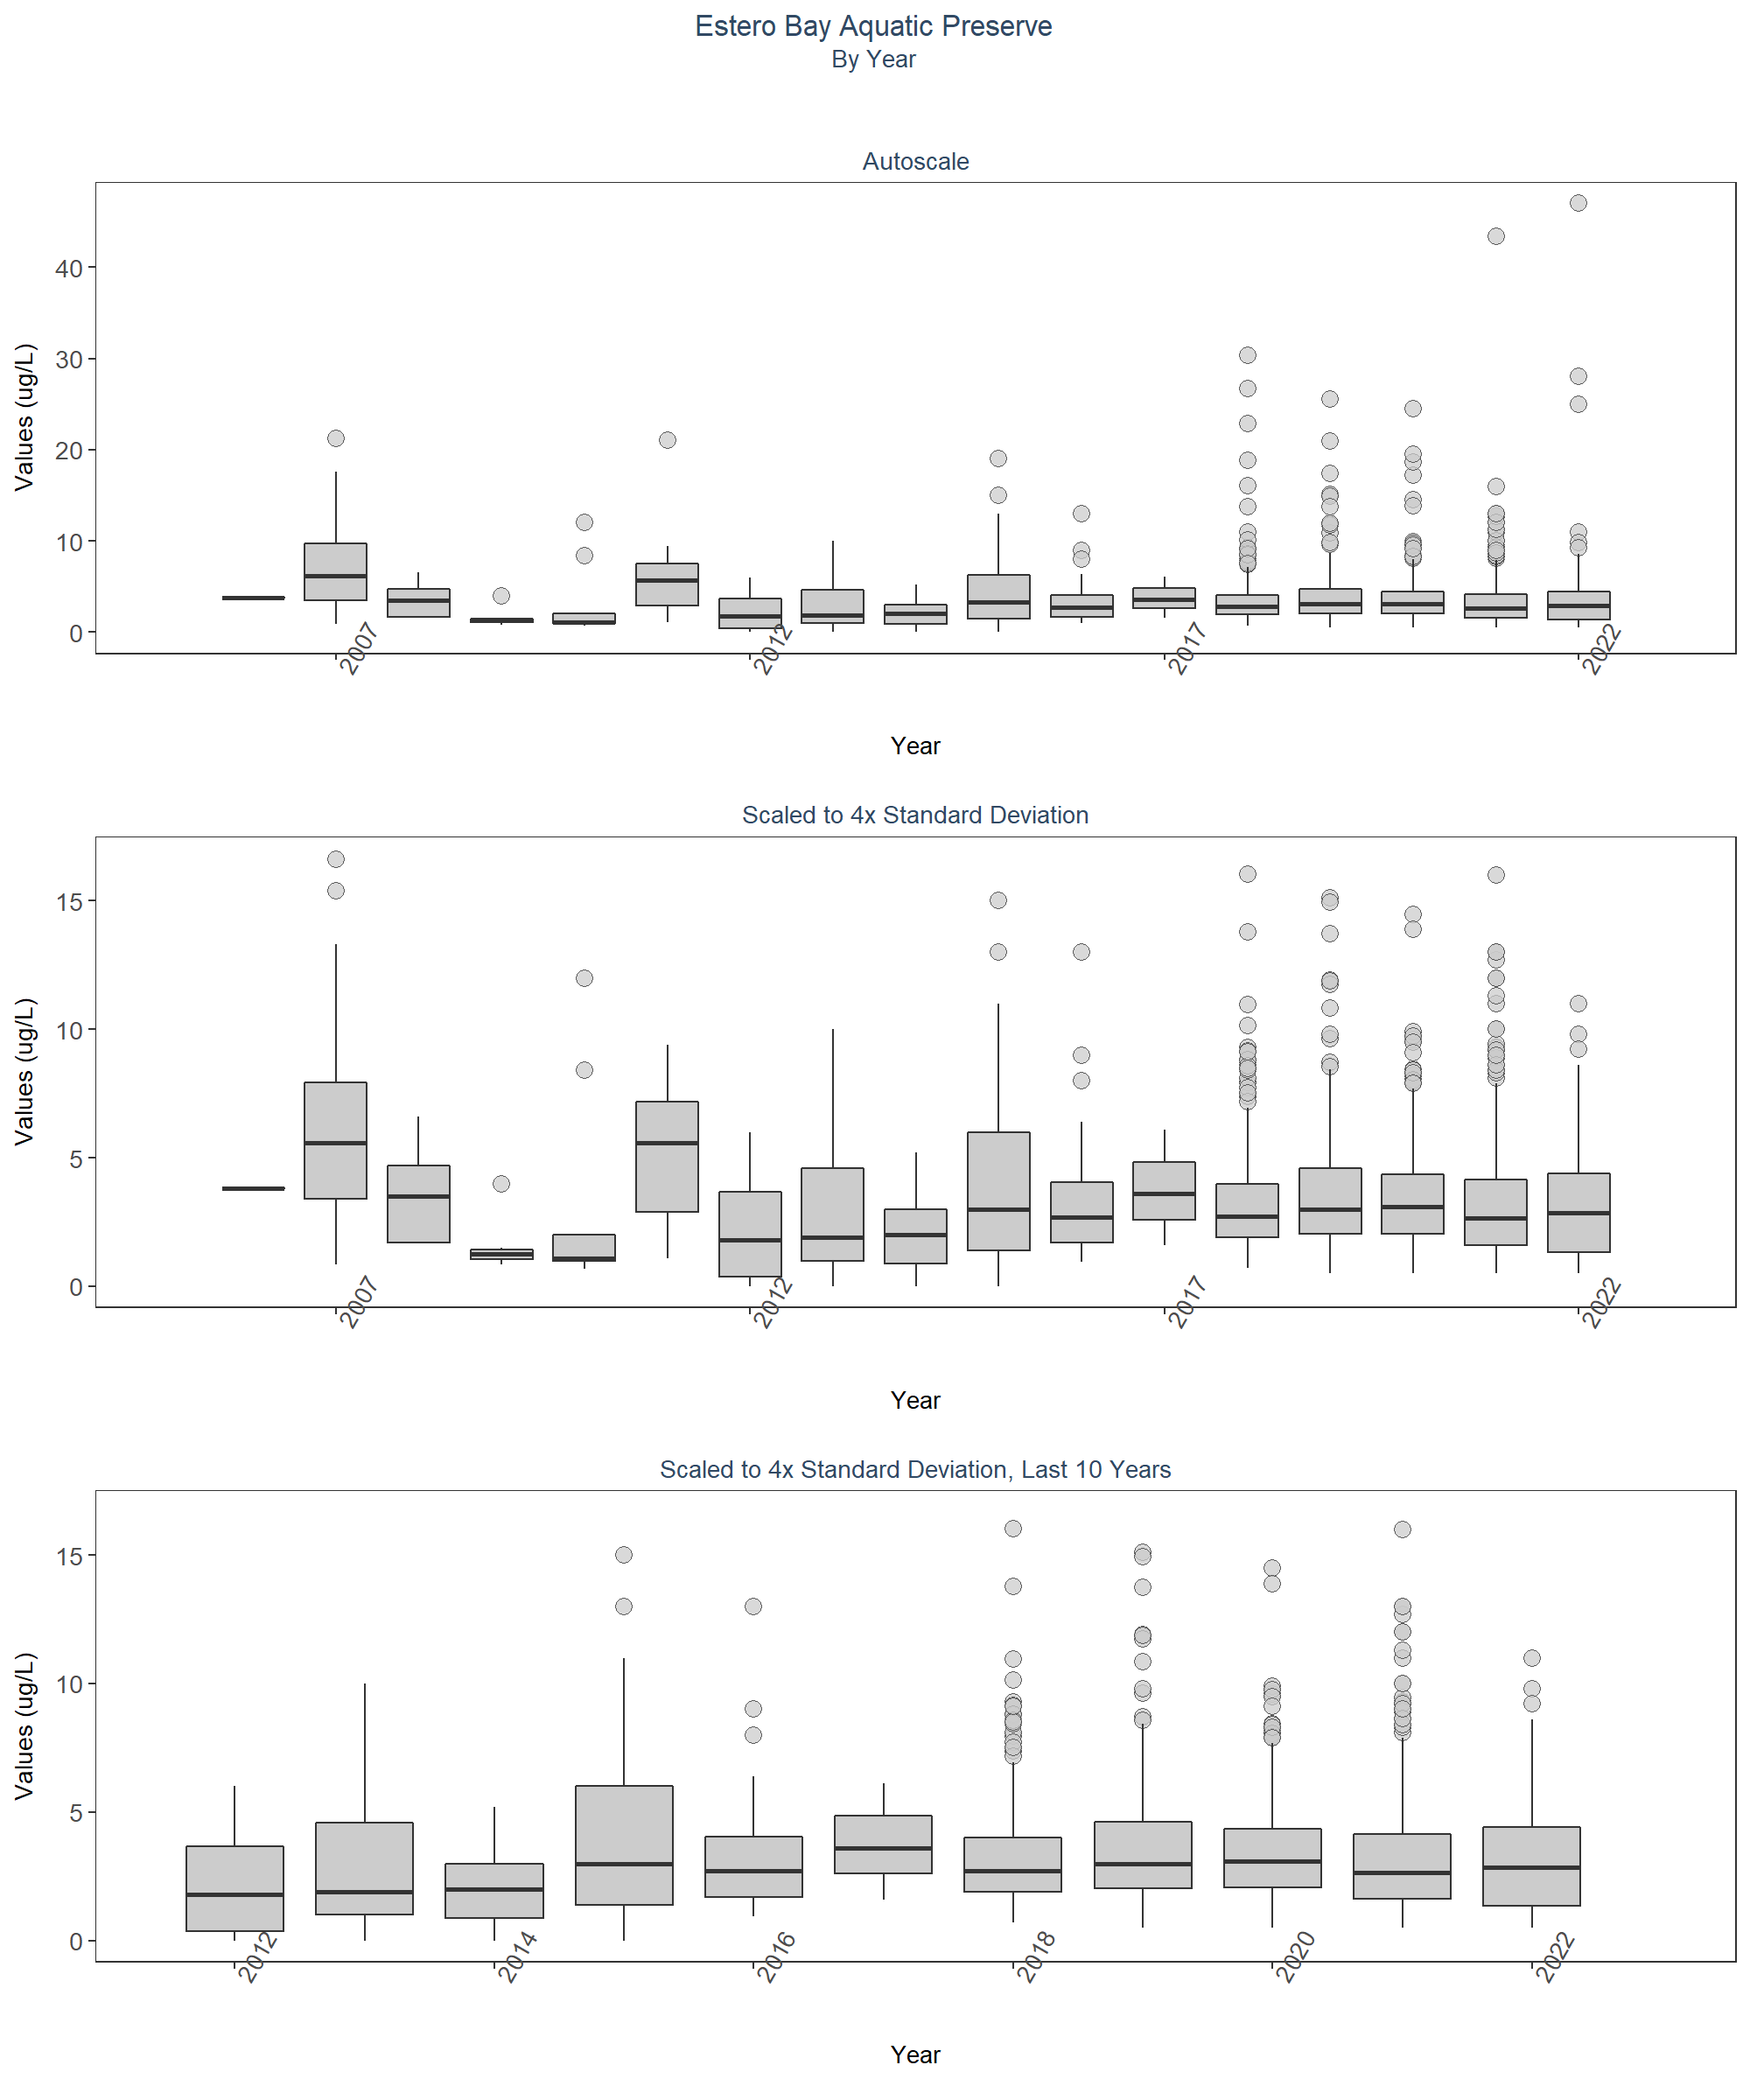 Estero Bay Aquatic Preserve
By Year
Autoscale
Values (ug/L)
40
30
20
10
0
2007
2012
2017
2022
Year
Scaled to 4x Standard Deviation
Values (ug/L)
15
10
5
0
2007
2012
2017
2022
Year
Scaled to 4x Standard Deviation, Last 10 Years
Values (ug/L)
15
10
5
0
2012
2014
2016
2018
2020
2022
Year